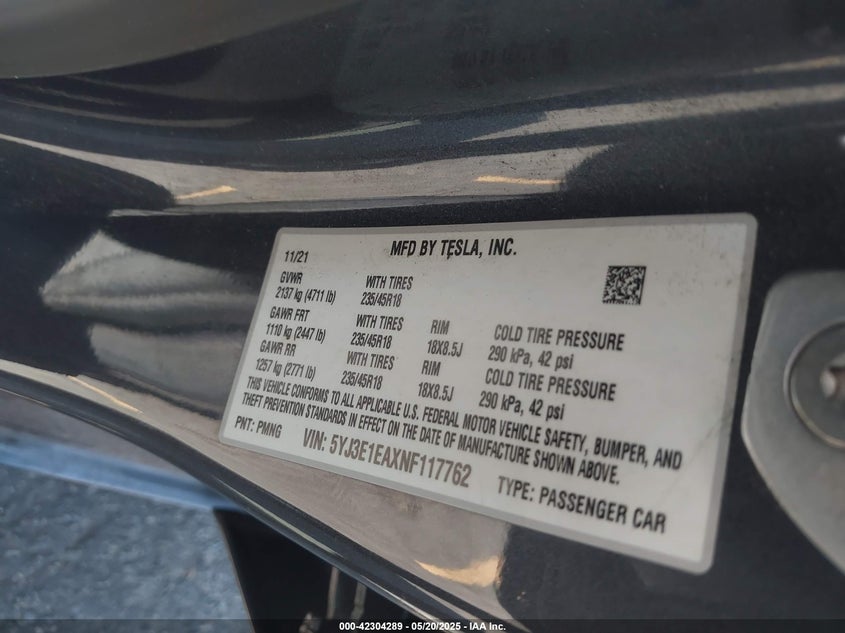 11/21
MFD BY TESLA, INC.
GVWR
2137 kg (4711 lb)
WITH TIRES
235/45R18
GAWR FRT
1110 kg (2447 lb)
WITH TIRES
235/45R18
RIM
18X8.5J
COLD TIRE PRESSURE
290 kPa, 42 psi
GAWR RR
1257 kg (2771 lb)
WITH TIRES
235/45R18
RIM
18X8.5J
COLD TIRE PRESSURE
290 kPa, 42 psi
THIS VEHICLE CONFORMS TO ALL APPLICABLE U.S. FEDERAL MOTOR VEHICLE SAFETY, BUMPER, AND
THEFT PREVENTION STANDARDS IN EFFECT ON THE DATE OF MANUFACTURE SHOWN ABOVE.
PNT: PMNG
VIN: 5YJ3E1EAXNF117762
TYPE: PASSENGER CAR
000-42304289 — 05/20/2025 — IAA Inc.